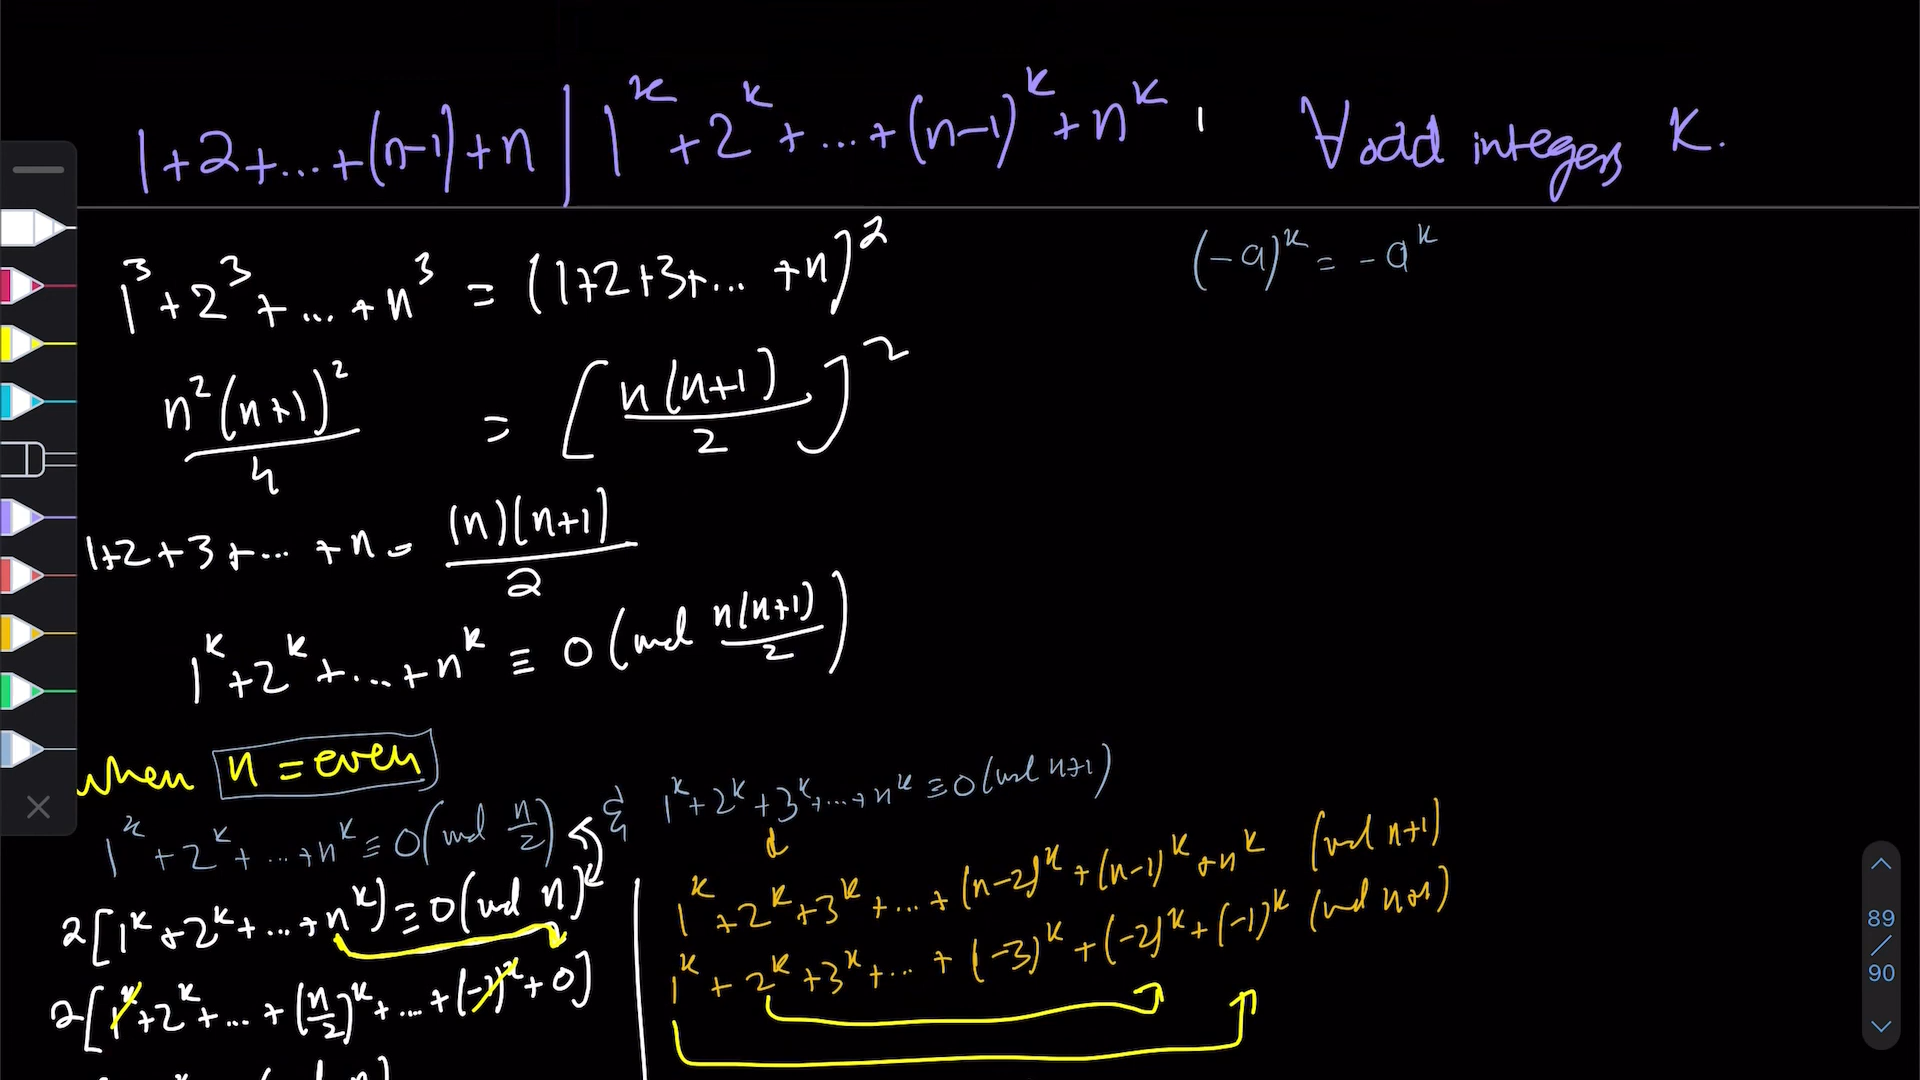 1+2+...+(n-1)+n | 1^k+2^k+...+(n-1)^k+n^k, ∀ odd integers K.
(-a)^k = -a^k
1^3+2^3+...+n^3 = (1+2+3+...+n)^2
n^2(n+1)^2/4 = [n(n+1)/2]^2
1+2+3+...+n = (n)(n+1)/2
1^k+2^k+...+n^k ≡ 0 (mod n(n+1)/2)
when n = even
1^k+2^k+...+n^k ≡ 0 (mod n/2) & 1^k+2^k+3^k+...+n^k ≡ 0 (mod n+1)
2[1^k+2^k+...+n^k] ≡ 0 (mod n)
2[1^k+2^k+...+(n/2)^k+...+(-1)^k+0]
1^k+2^k+3^k+...+(n-2)^k+(n-1)^k+n^k (mod n+1)
1^k+2^k+3^k+...+(-3)^k+(-2)^k+(-1)^k (mod n+1)
89
/
90